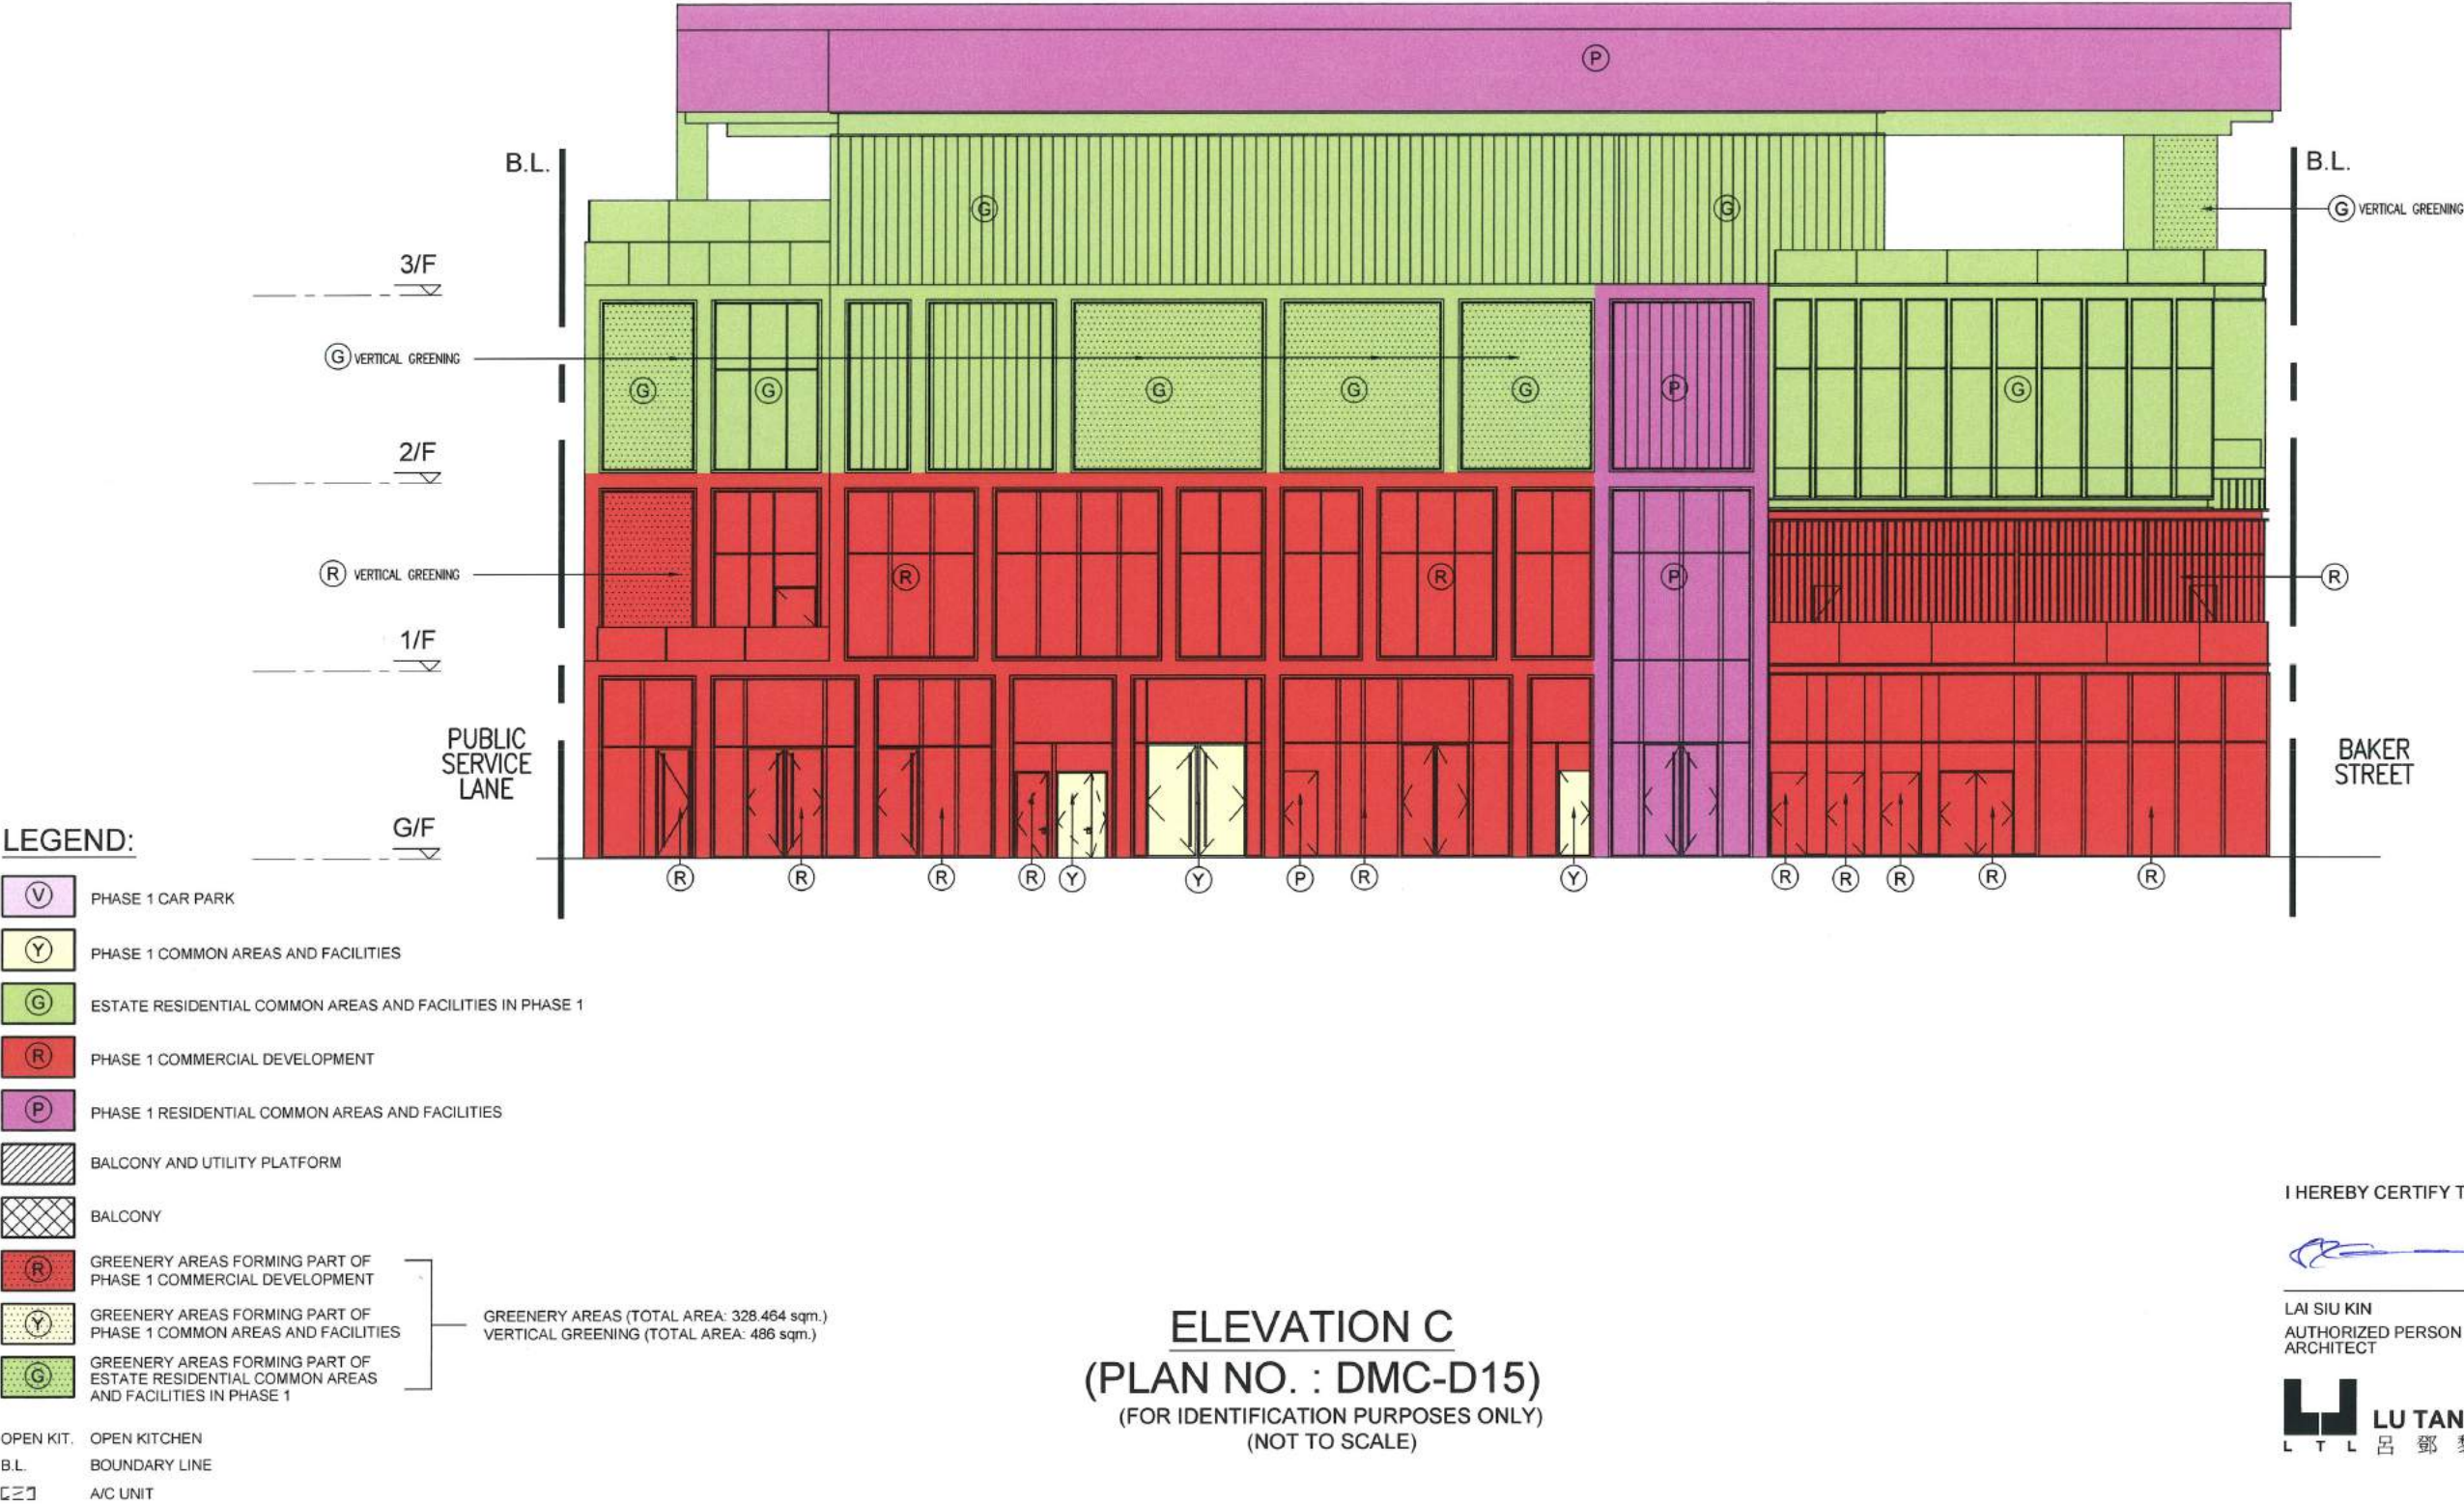 P
B.L.
B.L.
G
G
G VERTICAL GREENING
3/F
G VERTICAL GREENING
G
G
G
G
G
P
G
2/F
R VERTICAL GREENING
R
R
P
R
1/F
PUBLIC
SERVICE
LANE
BAKER
STREET
G/F
R
R
R
R
Y
Y
P
R
Y
R
R
R
R
R
LEGEND:
V PHASE 1 CAR PARK
Y PHASE 1 COMMON AREAS AND FACILITIES
G ESTATE RESIDENTIAL COMMON AREAS AND FACILITIES IN PHASE 1
R PHASE 1 COMMERCIAL DEVELOPMENT
P PHASE 1 RESIDENTIAL COMMON AREAS AND FACILITIES
BALCONY AND UTILITY PLATFORM
BALCONY
R GREENERY AREAS FORMING PART OF
PHASE 1 COMMERCIAL DEVELOPMENT
Y GREENERY AREAS FORMING PART OF
PHASE 1 COMMON AREAS AND FACILITIES
G GREENERY AREAS FORMING PART OF
ESTATE RESIDENTIAL COMMON AREAS
AND FACILITIES IN PHASE 1
GREENERY AREAS (TOTAL AREA: 328.464 sqm.)
VERTICAL GREENING (TOTAL AREA: 486 sqm.)
OPEN KIT. OPEN KITCHEN
B.L. BOUNDARY LINE
A/C UNIT
ELEVATION C
(PLAN NO. : DMC-D15)
(FOR IDENTIFICATION PURPOSES ONLY)
(NOT TO SCALE)
I HEREBY CERTIFY
LAI SIU KIN
AUTHORIZED PERSON
ARCHITECT
LU TAN
L T L 呂 鄧